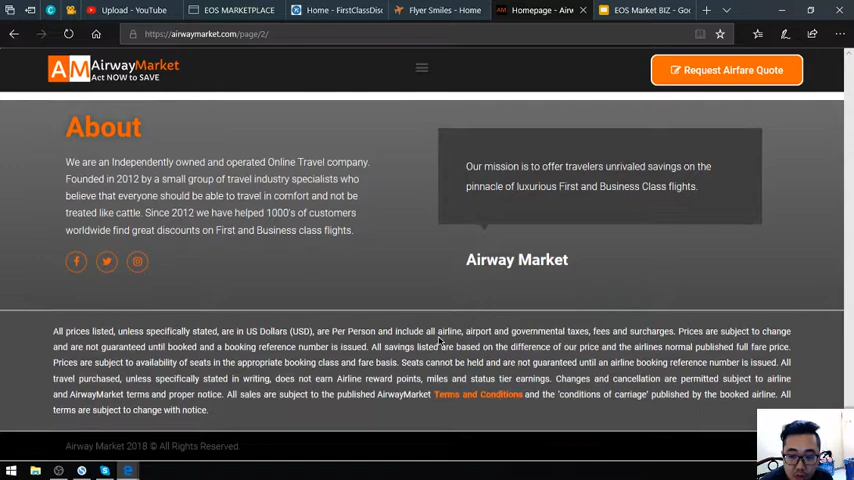 Upload - YouTube
EOS MARKETPLACE
Home - FirstClassDisc
Flyer Smiles - Home
Homepage - Airw
EOS Market BIZ - Go
https://airwaymarket.com/page/2/
AM AirwayMarket
Act NOW to SAVE
Request Airfare Quote
About
We are an Independently owned and operated Online Travel company.
Founded in 2012 by a small group of travel industry specialists who
believe that everyone should be able to travel in comfort and not be
treated like cattle. Since 2012 we have helped 1000's of customers
worldwide find great discounts on First and Business class flights.
Our mission is to offer travelers unrivaled savings on the
pinnacle of luxurious First and Business Class flights.
Airway Market
All prices listed, unless specifically stated, are in US Dollars (USD), are Per Person and include all airline, airport and governmental taxes, fees and surcharges. Prices are subject to change
and are not guaranteed until booked and a booking reference number is issued. All savings listed are based on the difference of our price and the airlines normal published full fare price.
Prices are subject to availability of seats in the appropriate booking class and fare basis. Seats cannot be held and are not guaranteed until an airline booking reference number is issued. All
travel purchased, unless specifically stated in writing, does not earn Airline reward points, miles and status tier earnings. Changes and cancellation are permitted subject to airline
and AirwayMarket terms and proper notice. All sales are subject to the published AirwayMarket Terms and Conditions and the 'conditions of carriage' published by the booked airline. All
terms are subject to change with notice.
Airway Market 2018 © All Rights Reserved.